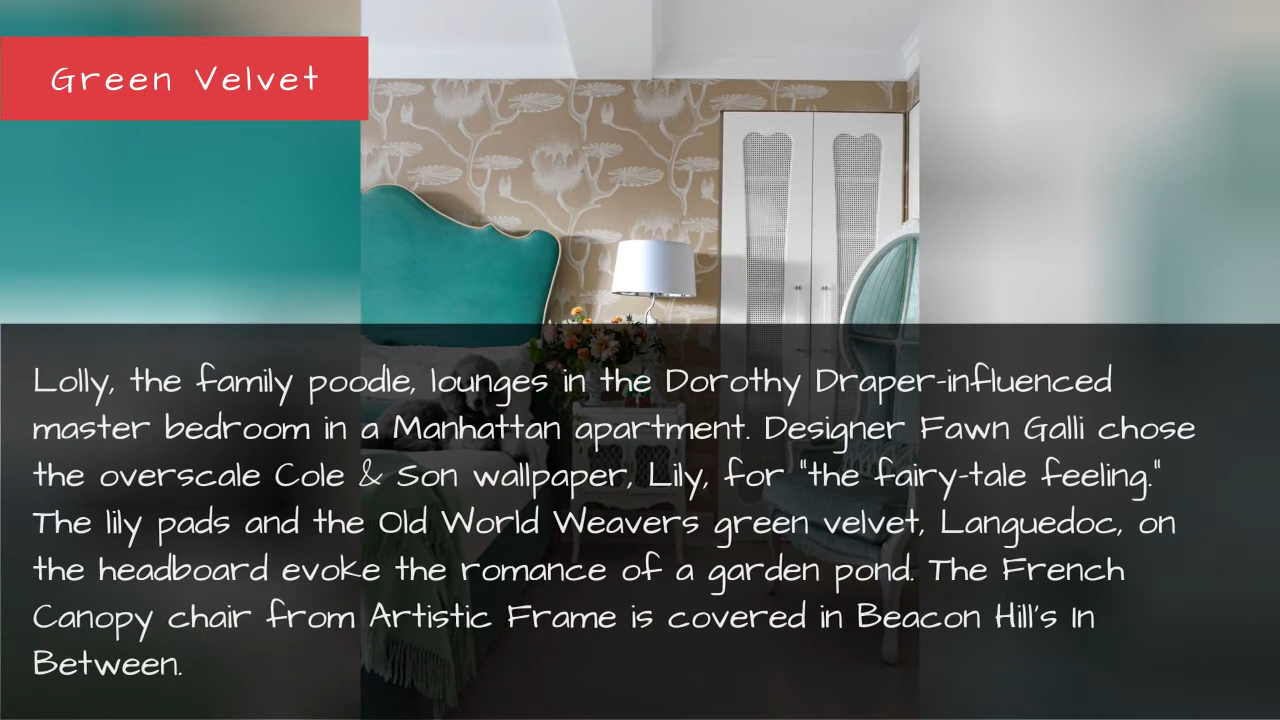 Green Velvet
Lolly, the family poodle, lounges in the Dorothy Draper-influenced
master bedroom in a Manhattan apartment. Designer Fawn Galli chose
the overscale Cole & Son wallpaper, Lily, for "the fairy-tale feeling."
The lily pads and the Old World Weavers green velvet, Languedoc, on
the headboard evoke the romance of a garden pond. The French
Canopy chair from Artistic Frame is covered in Beacon Hill's In
Between.